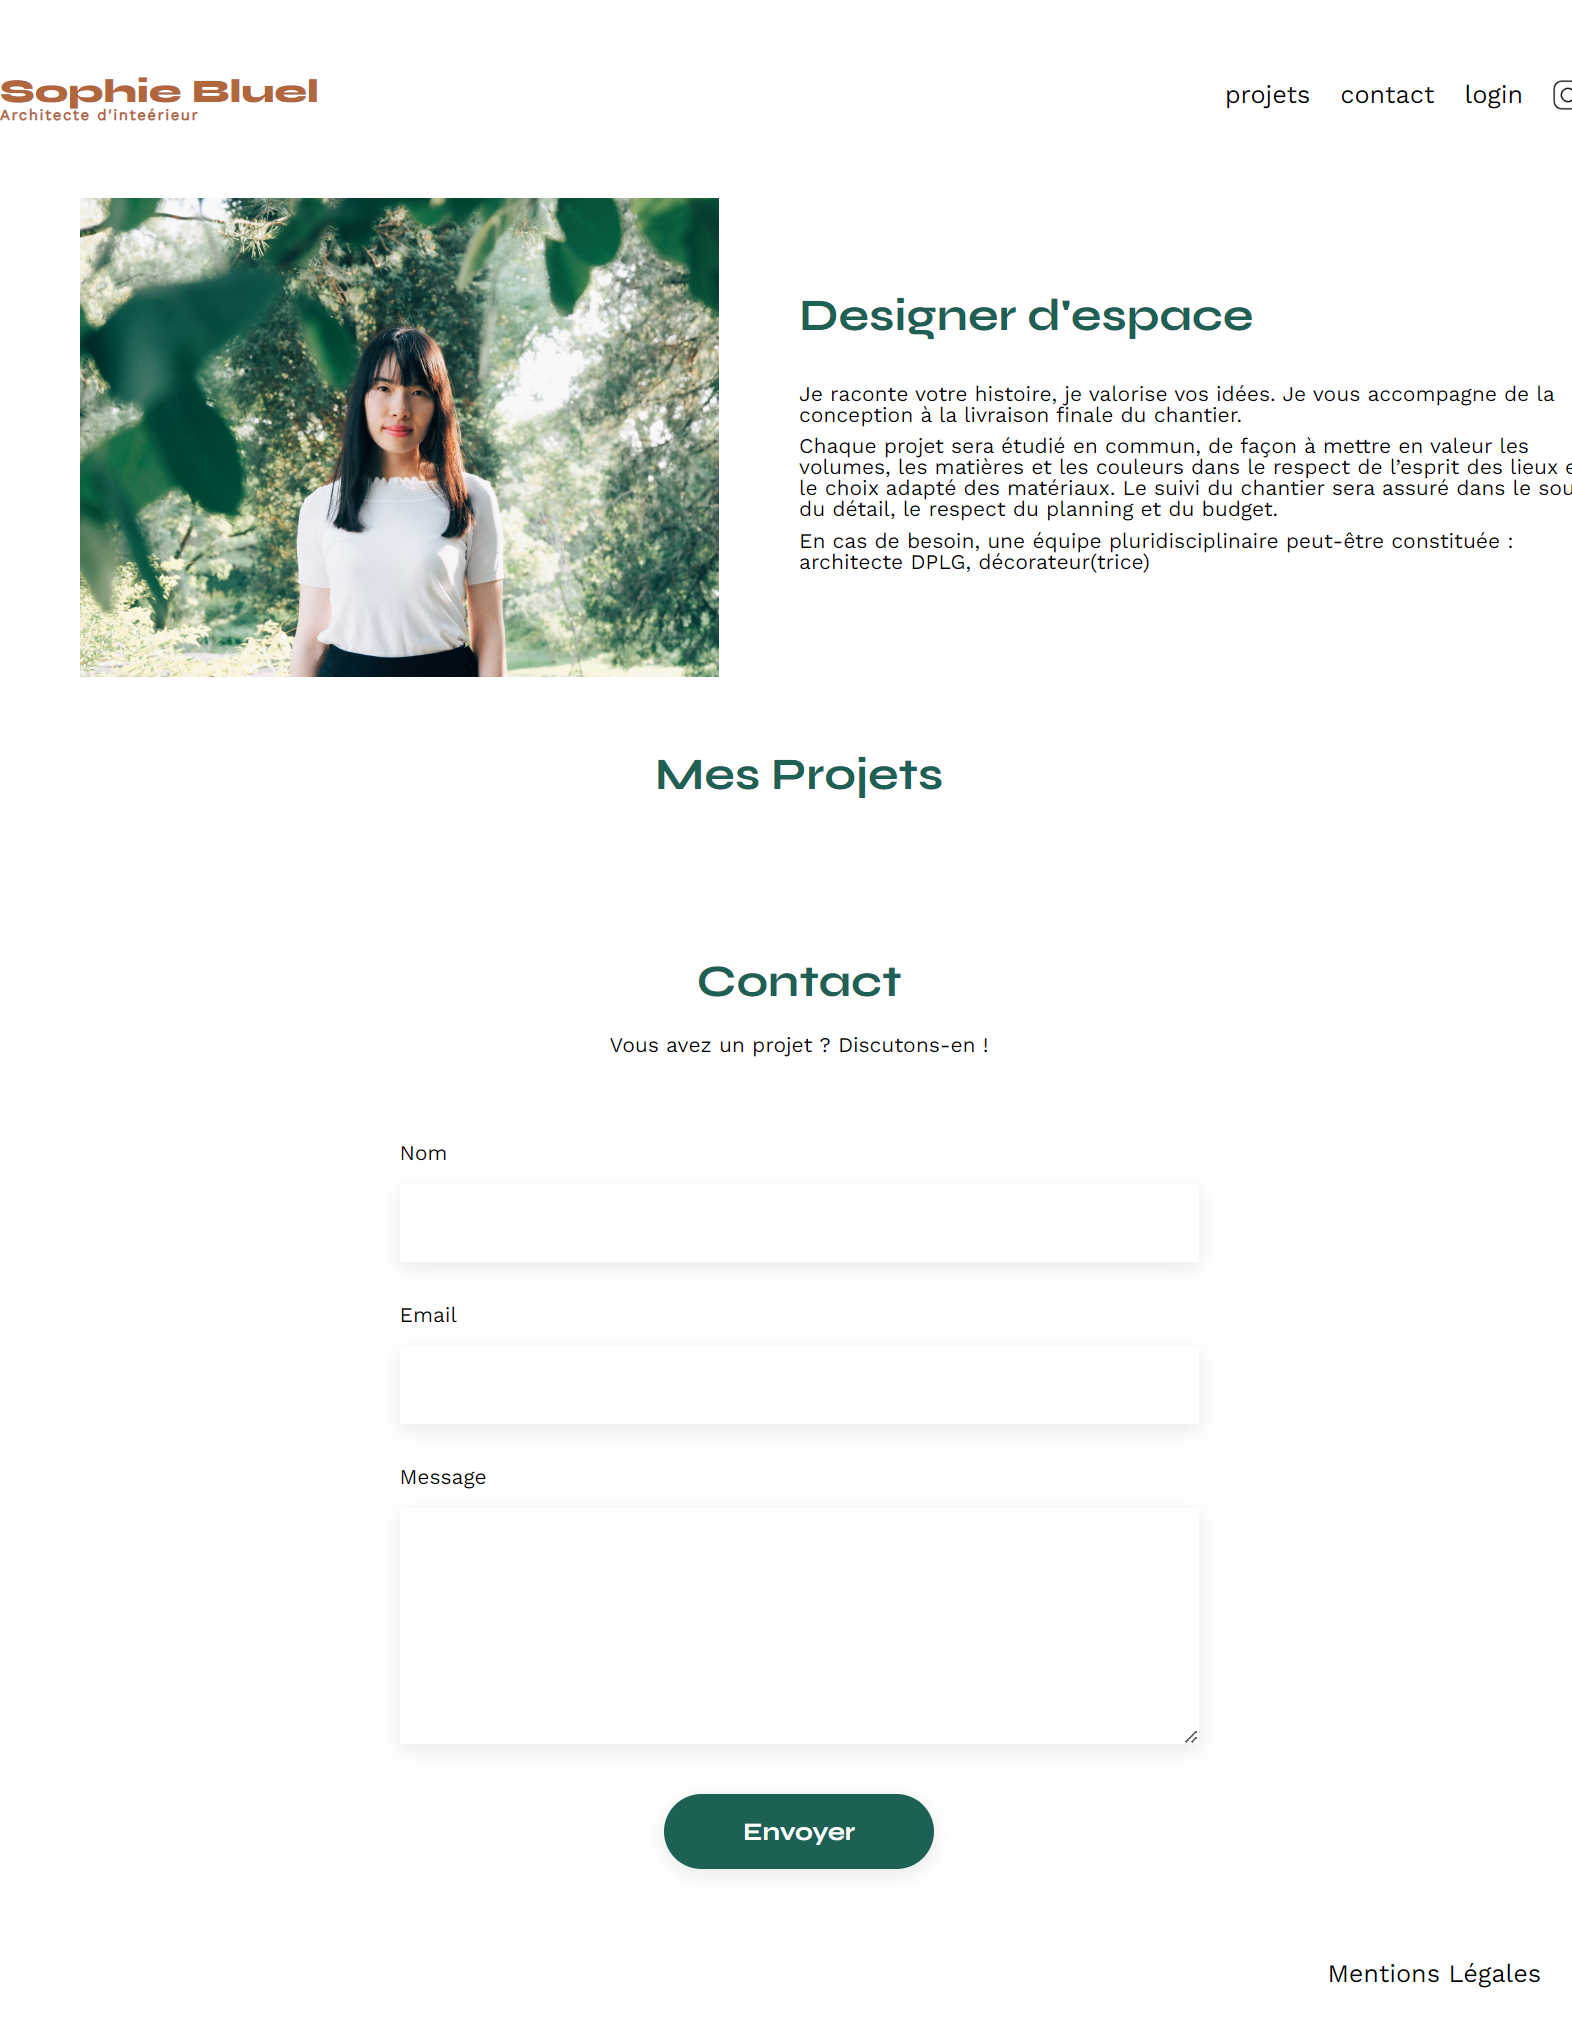 Sophie Bluel
Architecte d'inteérieur
projets contact login
Designer d'espace
Je raconte votre histoire, je valorise vos idées. Je vous accompagne de la
conception à la livraison finale du chantier.
Chaque projet sera étudié en commun, de façon à mettre en valeur les
volumes, les matières et les couleurs dans le respect de l’esprit des lieux
le choix adapté des matériaux. Le suivi du chantier sera assuré dans le
du détail, le respect du planning et du budget.
En cas de besoin, une équipe pluridisciplinaire peut-être constituée :
architecte DPLG, décorateur(trice)
Mes Projets
Contact
Vous avez un projet ? Discutons-en !
Nom
Email
Message
Envoyer
Mentions Légales